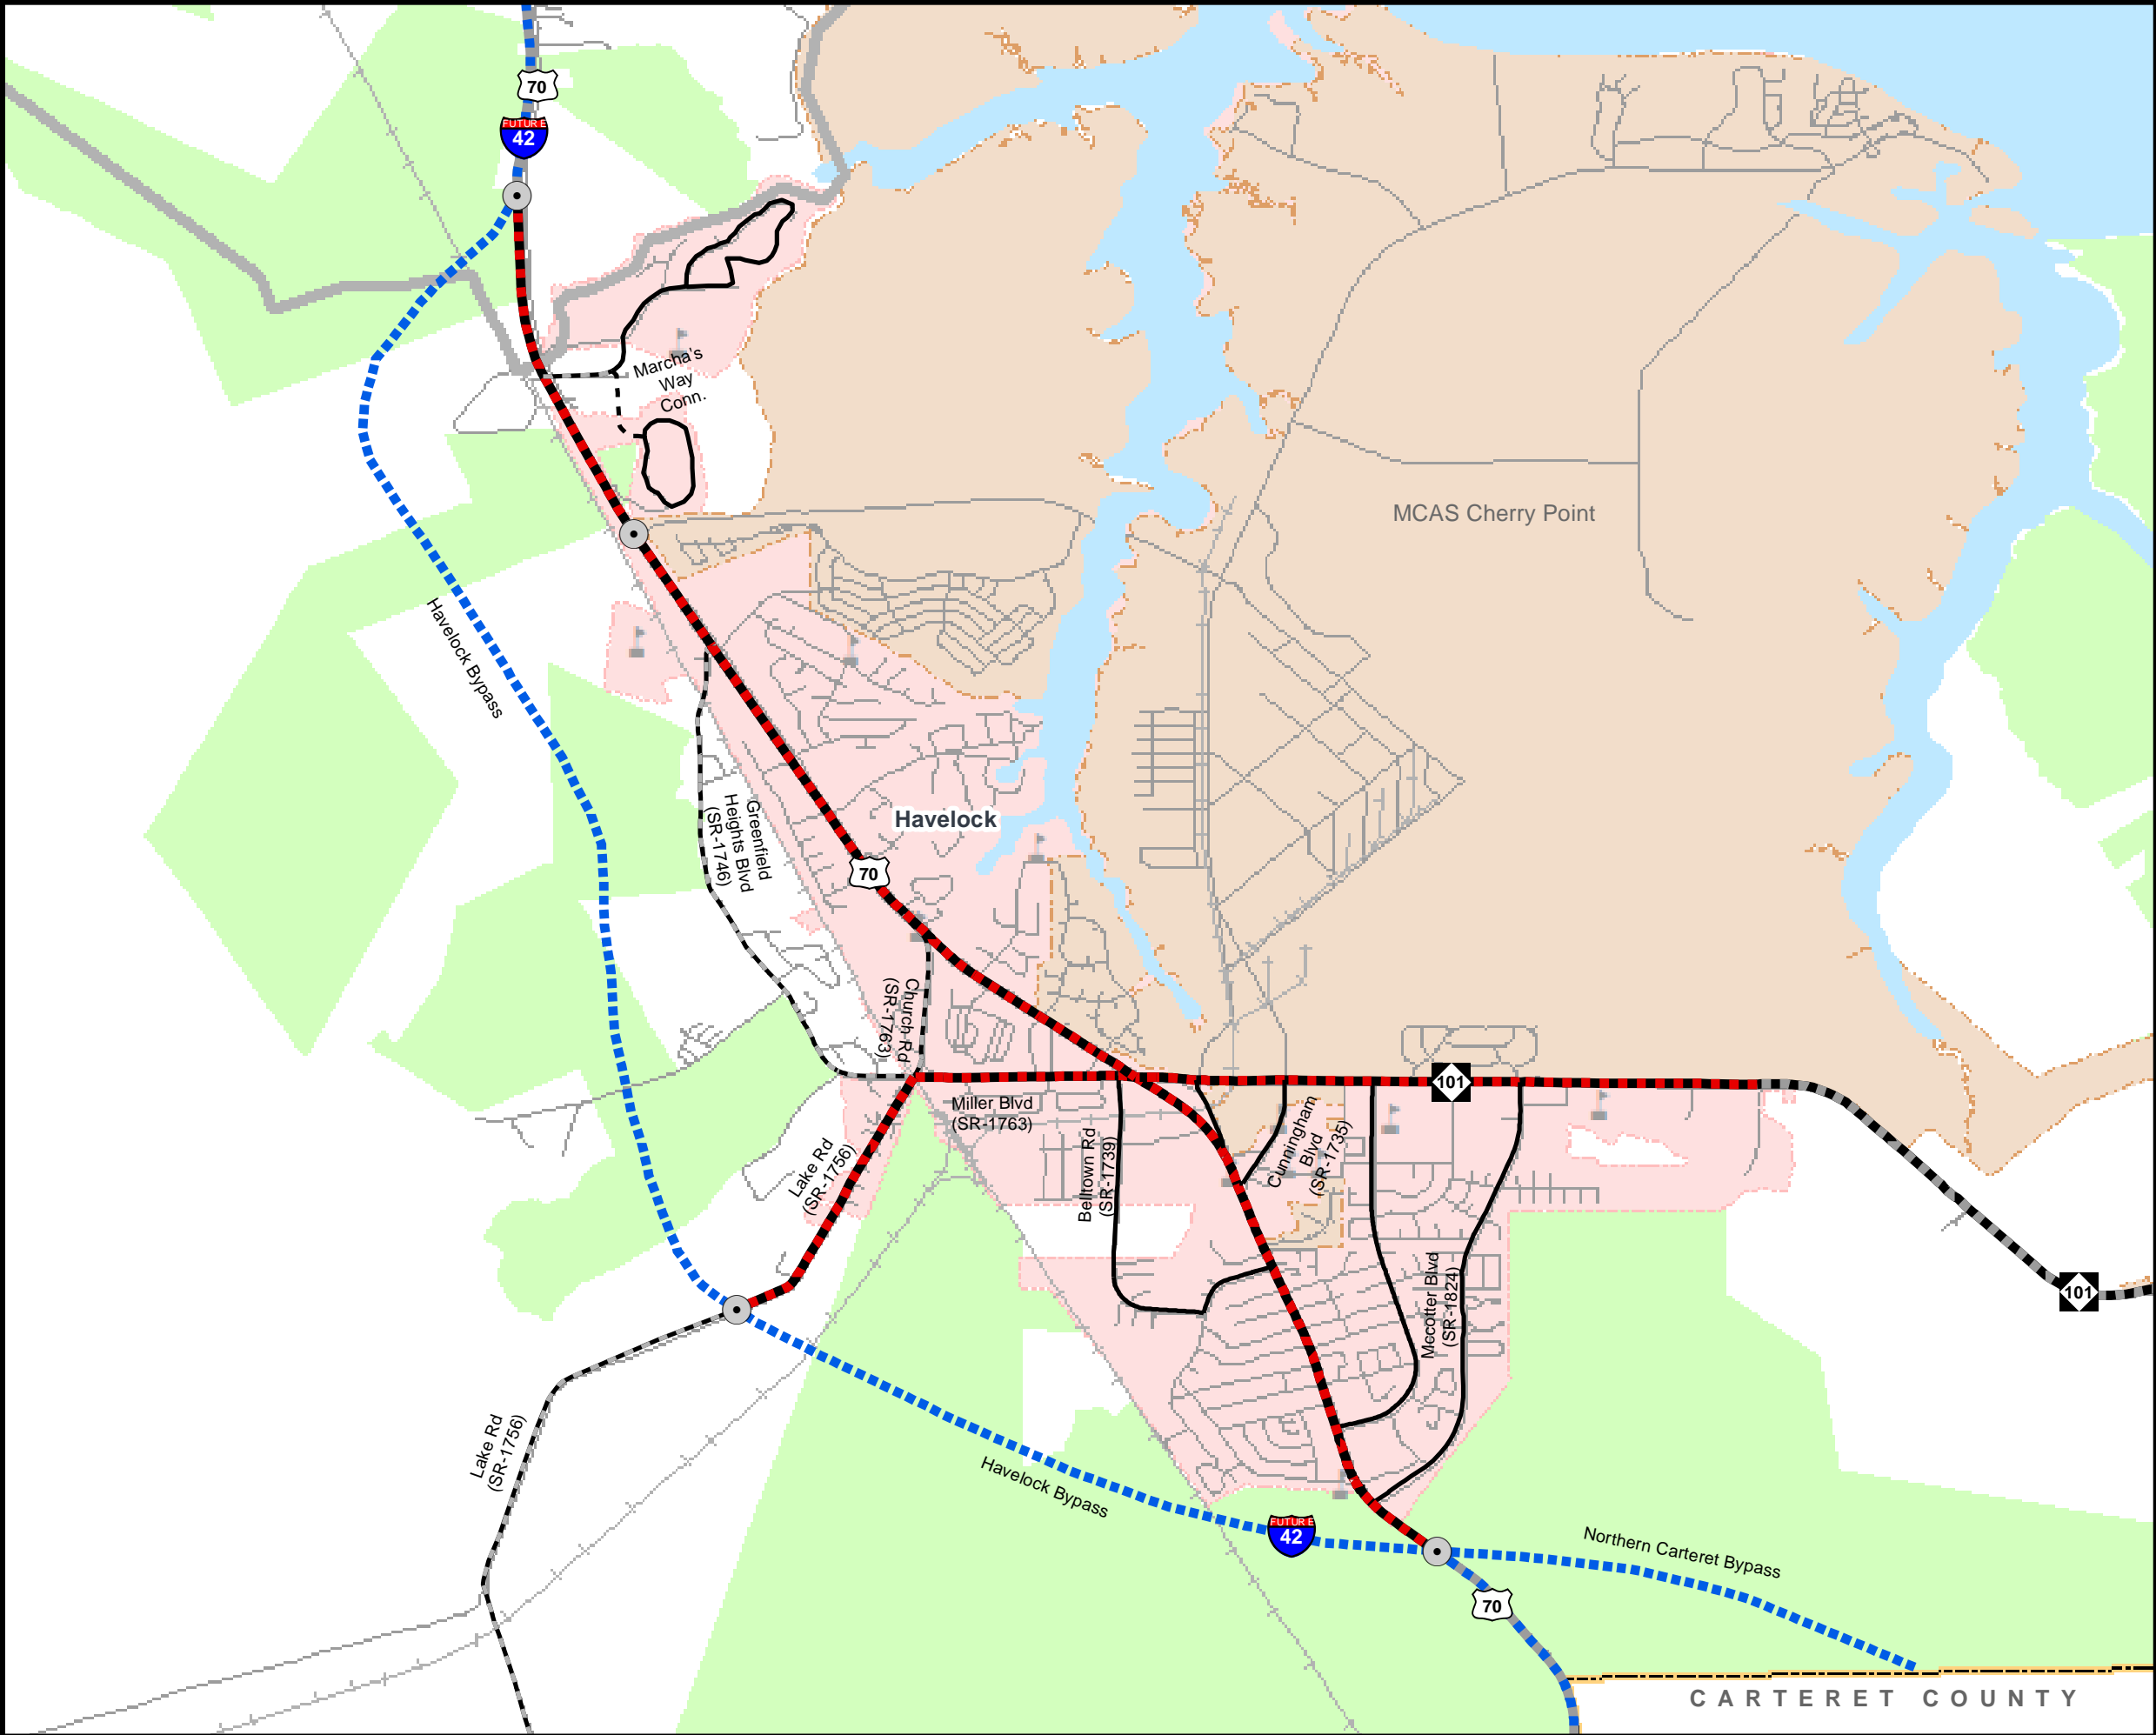 70
FUTURE
42
Marcha's
Way
Conn.
MCAS Cherry Point
Havelock Bypass
Greenfield
Heights Blvd
(SR-1746)
Havelock
70
Church Rd
(SR-1763)
101
Miller Blvd
(SR-1763)
Lake Rd
(SR-1756)
Belltown Rd
(SR-1739)
Cunningham
Blvd
(SR-1735)
Mccotter Blvd
(SR-1824)
101
Lake Rd
(SR-1756)
Havelock Bypass
FUTURE
42
Northern Carteret Bypass
70
CARTERET COUNTY